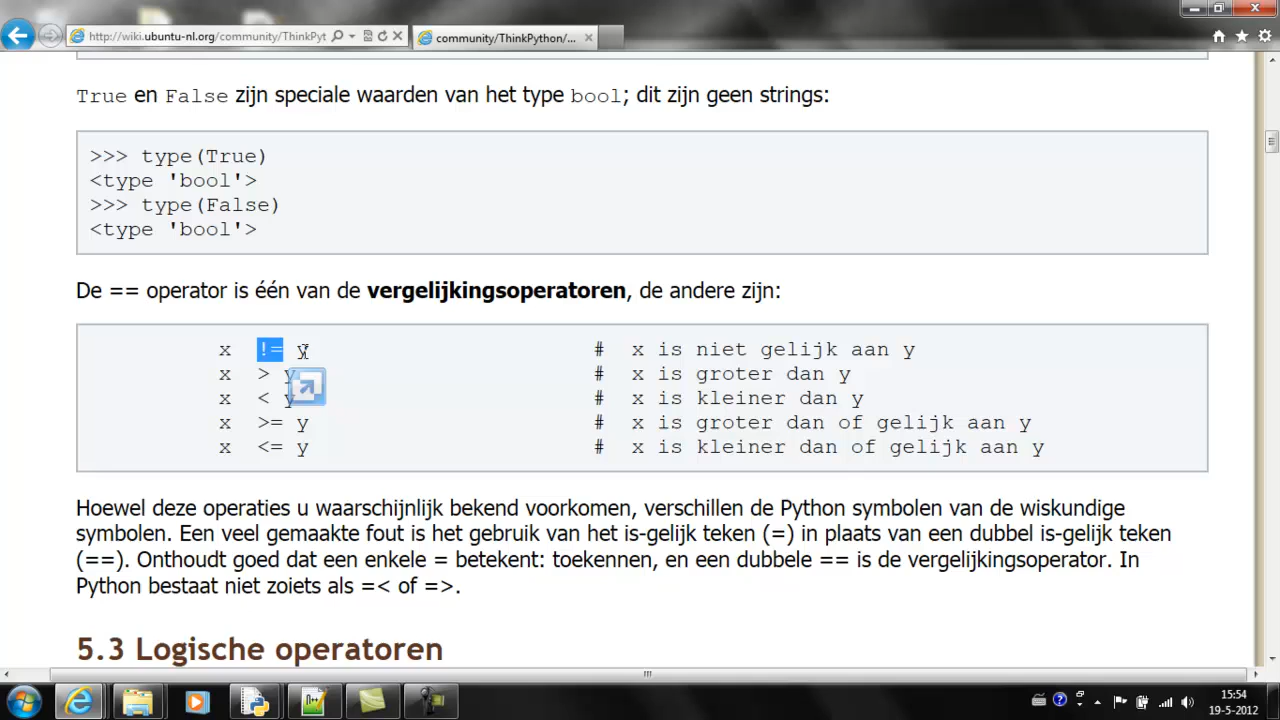 http://wiki.ubuntu-nl.org/community/ThinkPyt
community/ThinkPython/...
True en False zijn speciale waarden van het type bool; dit zijn geen strings:
>>> type(True)
<type 'bool'>
>>> type(False)
<type 'bool'>
De == operator is één van de vergelijkingsoperatoren, de andere zijn:
x != y # x is niet gelijk aan y
x > y # x is groter dan y
x < y # x is kleiner dan y
x >= y # x is groter dan of gelijk aan y
x <= y # x is kleiner dan of gelijk aan y
Hoewel deze operaties u waarschijnlijk bekend voorkomen, verschillen de Python symbolen van de wiskundige
symbolen. Een veel gemaakte fout is het gebruik van het is-gelijk teken (=) in plaats van een dubbel is-gelijk teken
(==). Onthoudt goed dat een enkele = betekent: toekennen, en een dubbele == is de vergelijkingsoperator. In
Python bestaat niet zoiets als =< of =>.
5.3 Logische operatoren
15:54
19-5-2012